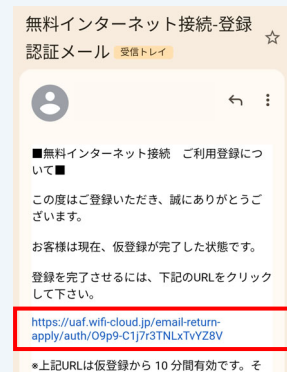 無料インターネット接続-登録
認証メール 受信トレイ
■無料インターネット接続　ご利用登録につ
いて■
この度はご登録いただき、誠にありがとうご
ざいます。
お客様は現在、仮登録が完了した状態です。
登録を完了させるには、下記のURLをクリック
して下さい。
https://uaf.wifi-cloud.jp/email-return-
apply/auth/O9p9-C1j7r3TNLxTvYZ8V
※上記URLは仮登録から 10 分間有効です。そ